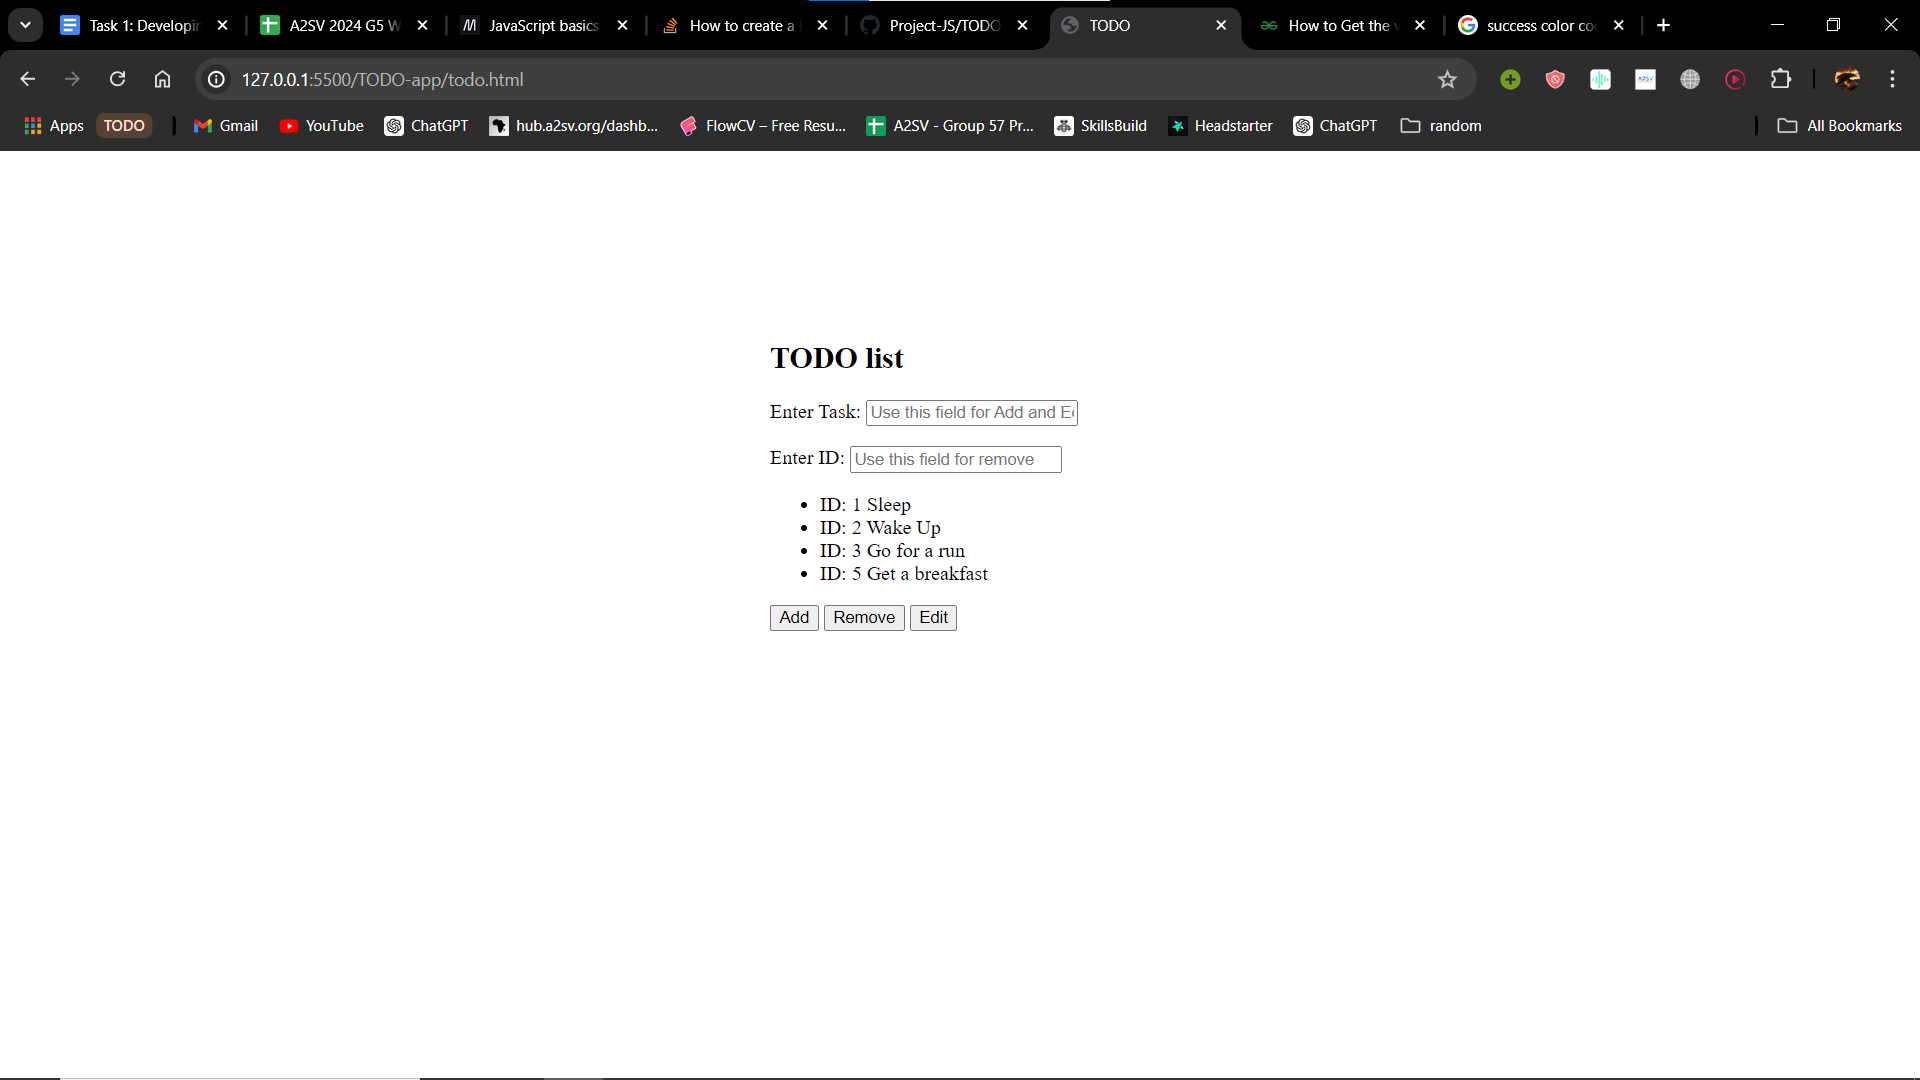 Task 1: Developin
A2SV 2024 G5 W
JavaScript basics
How to create a
Project-JS/TODO
TODO
How to Get the v
success color co
127.0.0.1:5500/TODO-app/todo.html
Apps
TODO
Gmail
YouTube
ChatGPT
hub.a2sv.org/dashb...
FlowCV – Free Resu...
A2SV - Group 57 Pr...
SkillsBuild
Headstarter
ChatGPT
random
All Bookmarks
TODO list
Enter Task: Use this field for Add and Ed
Enter ID: Use this field for remove
• ID: 1 Sleep
• ID: 2 Wake Up
• ID: 3 Go for a run
• ID: 5 Get a breakfast
Add Remove Edit